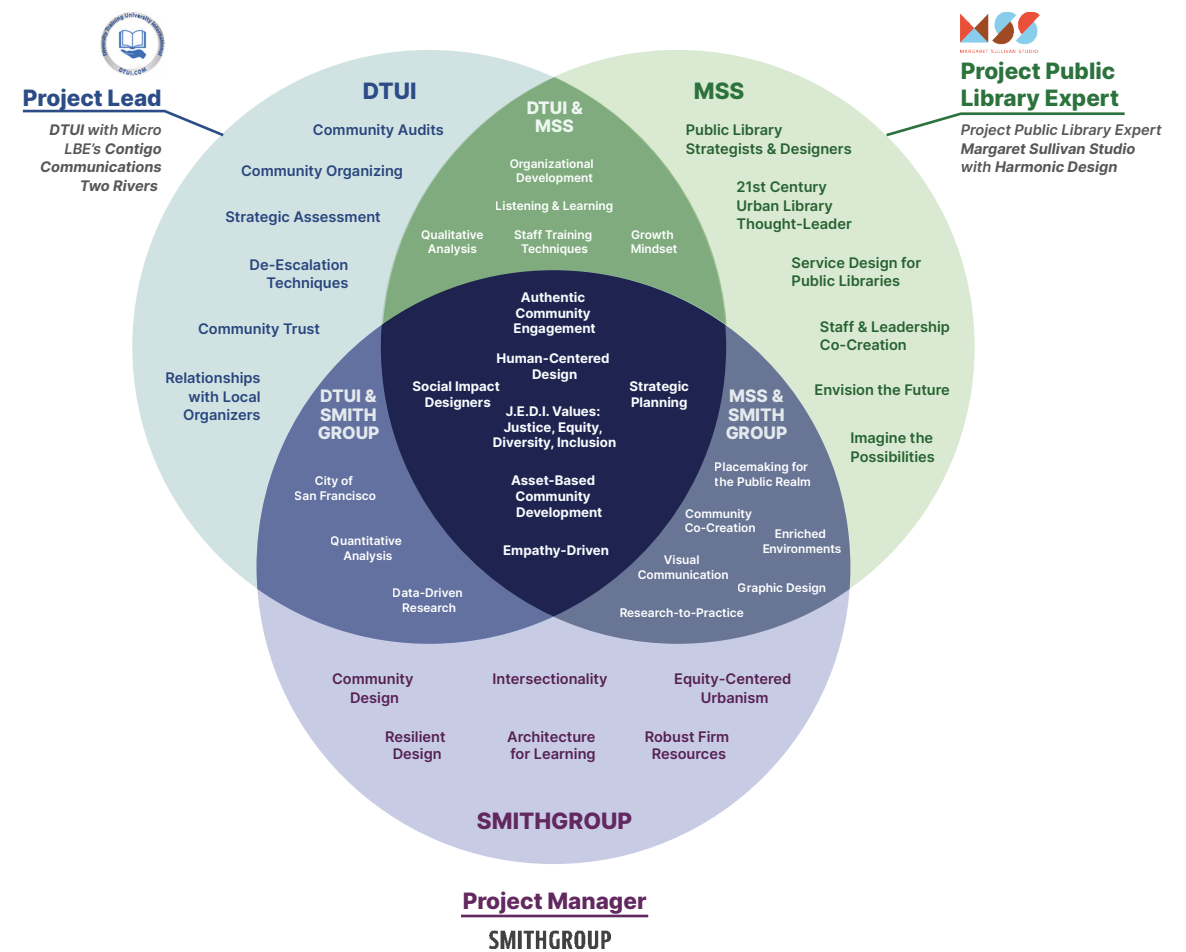 Diversity Training University International
DTUI.COM
Project Lead
DTUI with Micro
LBE's Contigo
Communications
Two Rivers
MSS
MARGARET SULLIVAN STUDIO
Project Public
Library Expert
Project Public Library Expert
Margaret Sullivan Studio
with Harmonic Design
DTUI
Community Audits
Community Organizing
Strategic Assessment
De-Escalation
Techniques
Community Trust
Relationships
with Local
Organizers
DTUI &
MSS
Organizational
Development
Listening & Learning
Qualitative
Analysis
Staff Training
Techniques
Growth
Mindset
MSS
Public Library
Strategists & Designers
21st Century
Urban Library
Thought-Leader
Service Design for
Public Libraries
Staff & Leadership
Co-Creation
Envision the Future
Imagine the
Possibilities
Authentic
Community
Engagement
Human-Centered
Design
Social Impact
Designers
Strategic
Planning
J.E.D.I. Values:
Justice, Equity,
Diversity, Inclusion
Asset-Based
Community
Development
Empathy-Driven
DTUI &
SMITH
GROUP
City of
San Francisco
Quantitative
Analysis
Data-Driven
Research
MSS &
SMITH
GROUP
Placemaking for
the Public Realm
Community
Co-Creation
Enriched
Environments
Visual
Communication
Graphic Design
Research-to-Practice
Community
Design
Intersectionality
Equity-Centered
Urbanism
Resilient
Design
Architecture
for Learning
Robust Firm
Resources
SMITHGROUP
Project Manager
SMITHGROUP